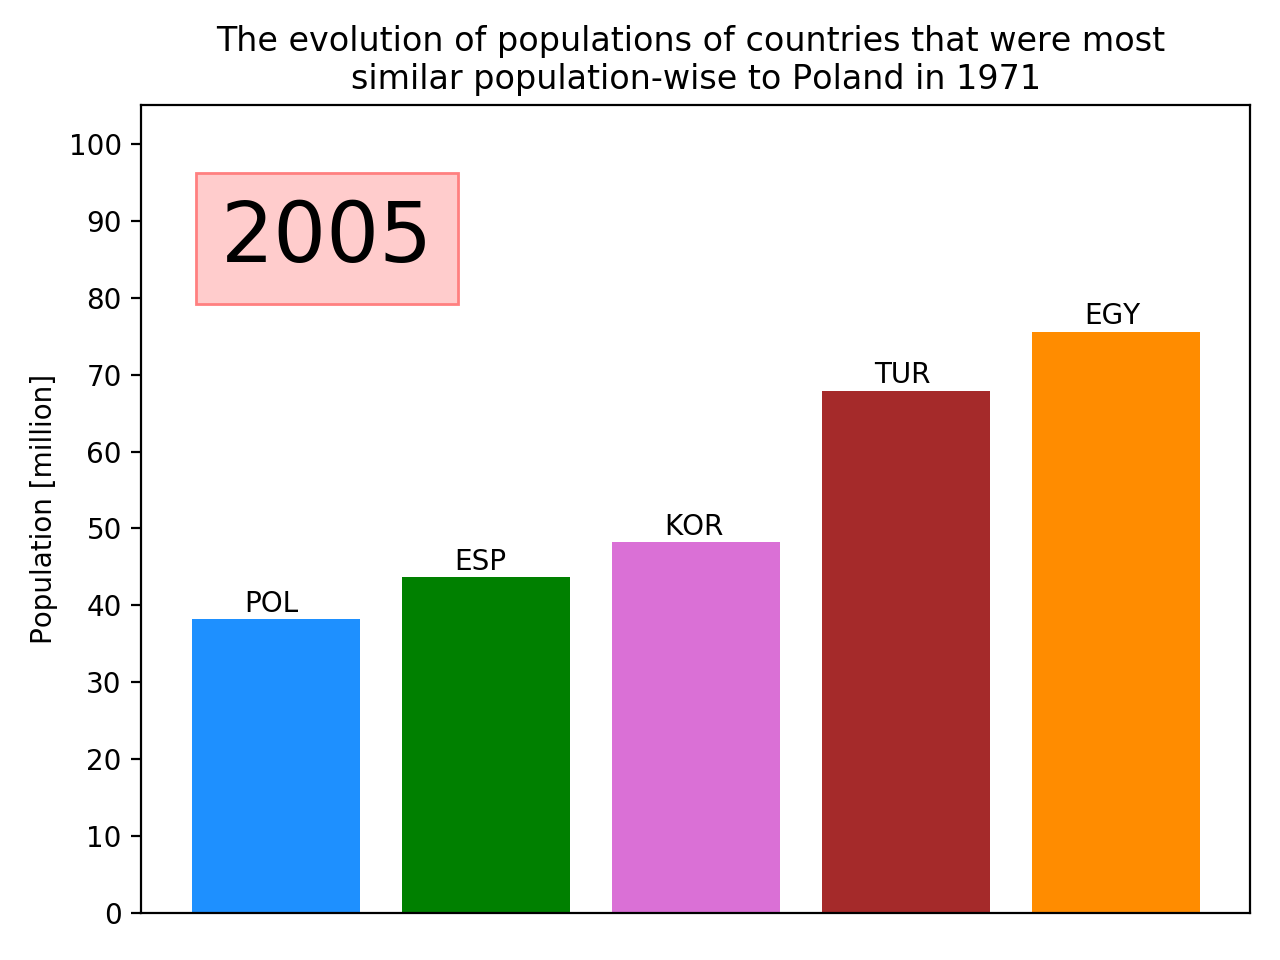 The evolution of populations of countries that were most
similar population-wise to Poland in 1971
100
90
80
70
60
50
40
30
20
10
0
Population [million]
2005
POL
ESP
KOR
TUR
EGY